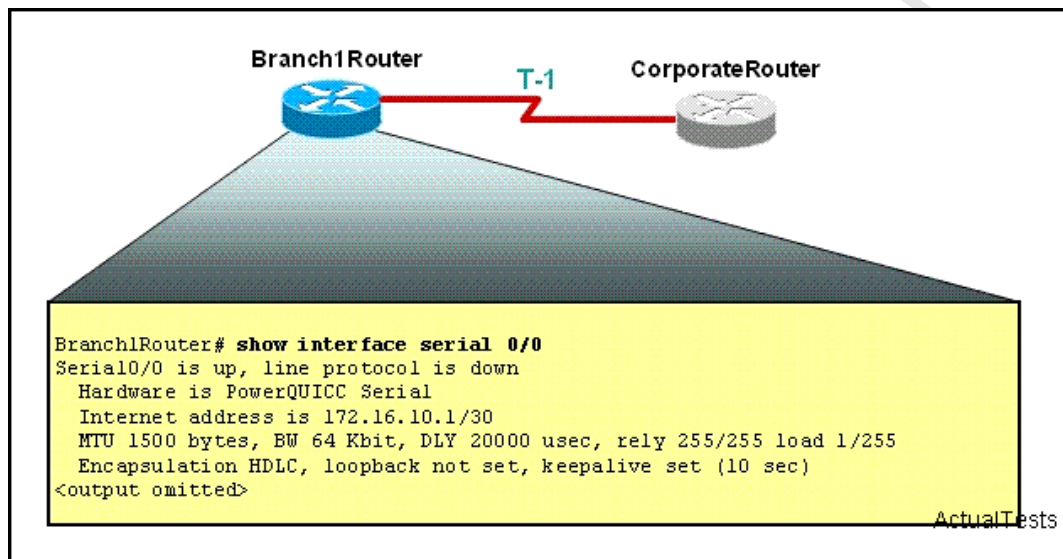 Branch1Router
T-1
CorporateRouter
Branch1Router# show interface serial 0/0
Serial0/0 is up, line protocol is down
Hardware is PowerQUICC Serial
Internet address is 172.16.10.1/30
MTU 1500 bytes, BW 64 Kbit, DLY 20000 usec, rely 255/255 load 1/255
Encapsulation HDLC, loopback not set, keepalive set (10 sec)
<output omitted>
ActualTests